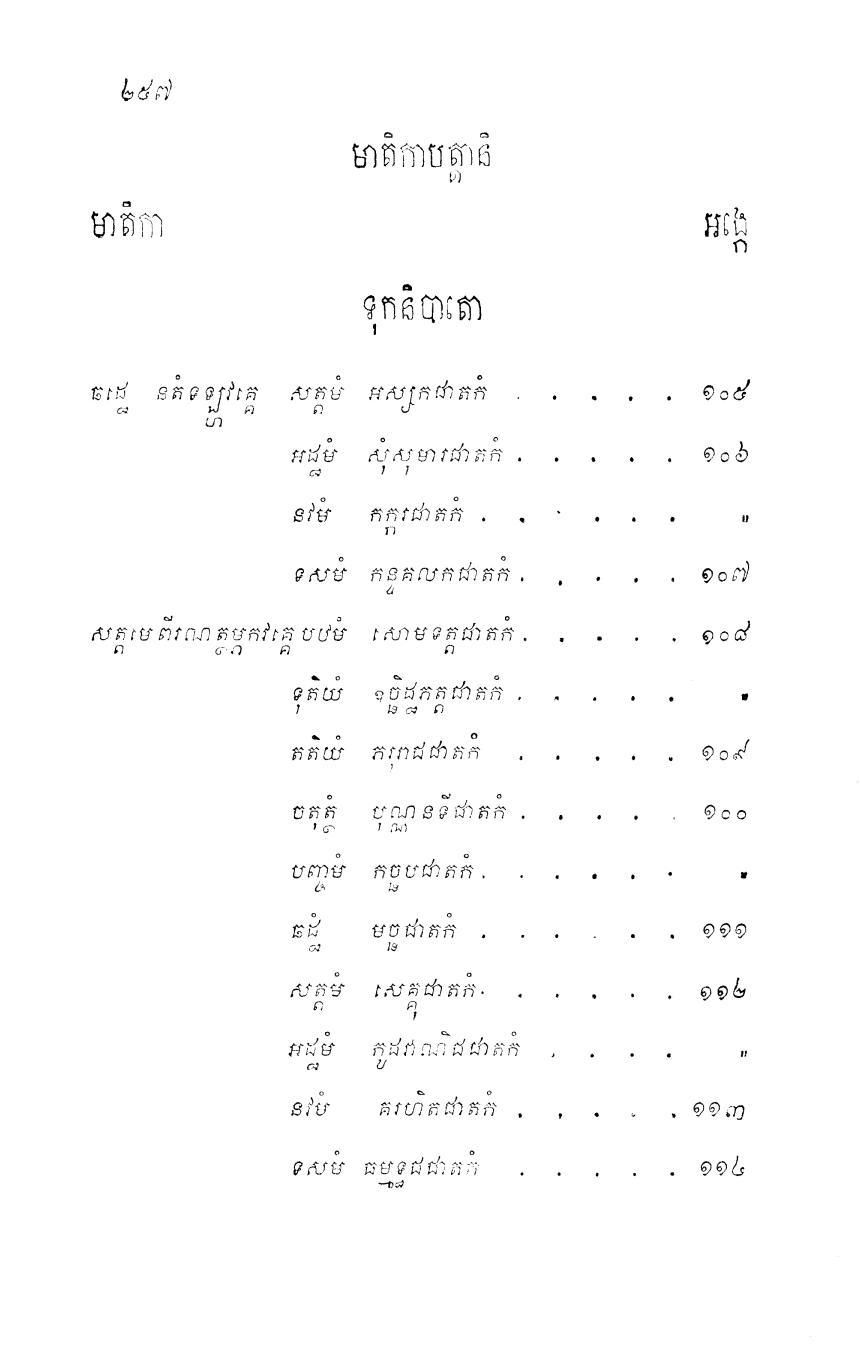 ២៥៧
មាតិកាបត្តានិ
មាតិកា អង្កេ
ទុកនិបាតោ
ឆដ្ឋេ នតំទឡ្ហវគ្គេ សត្តមំ អស្សកជាតកំ . . . . . ១០៥
អដ្ឋមំ សុំសុមារជាតកំ . . . . . ១០៦
នវមំ កក្ករជាតកំ . . . . . . "
ទសមំ កន្ទគលកជាតកំ . . . . . ១០៧
សត្តមេ ពីរណត្ថម្ភកវគ្គេ បឋមំ សោមទត្តជាតកំ . . . . . ១០៨
ទុតិយំ ឧច្ឆិដ្ឋភត្តជាតកំ . . . . . "
តតិយំ ភរុរាជជាតកំ . . . . . ១០៩
ចតុត្ថំ បុណ្ណនទីជាតកំ . . . . . ១០០
បញ្ចមំ កច្ឆបជាតកំ . . . . . . "
ឆដ្ឋំ មច្ឆជាតកំ . . . . . . ១១១
សត្តមំ សេគ្គុជាតកំ . . . . . . ១១២
អដ្ឋមំ កូដវាណិជជាតកំ . . . . "
នវមំ គរហិតជាតកំ . . . . . ១១៣
ទសមំ ធម្មទ្ធជជាតកំ . . . . . ១១៤